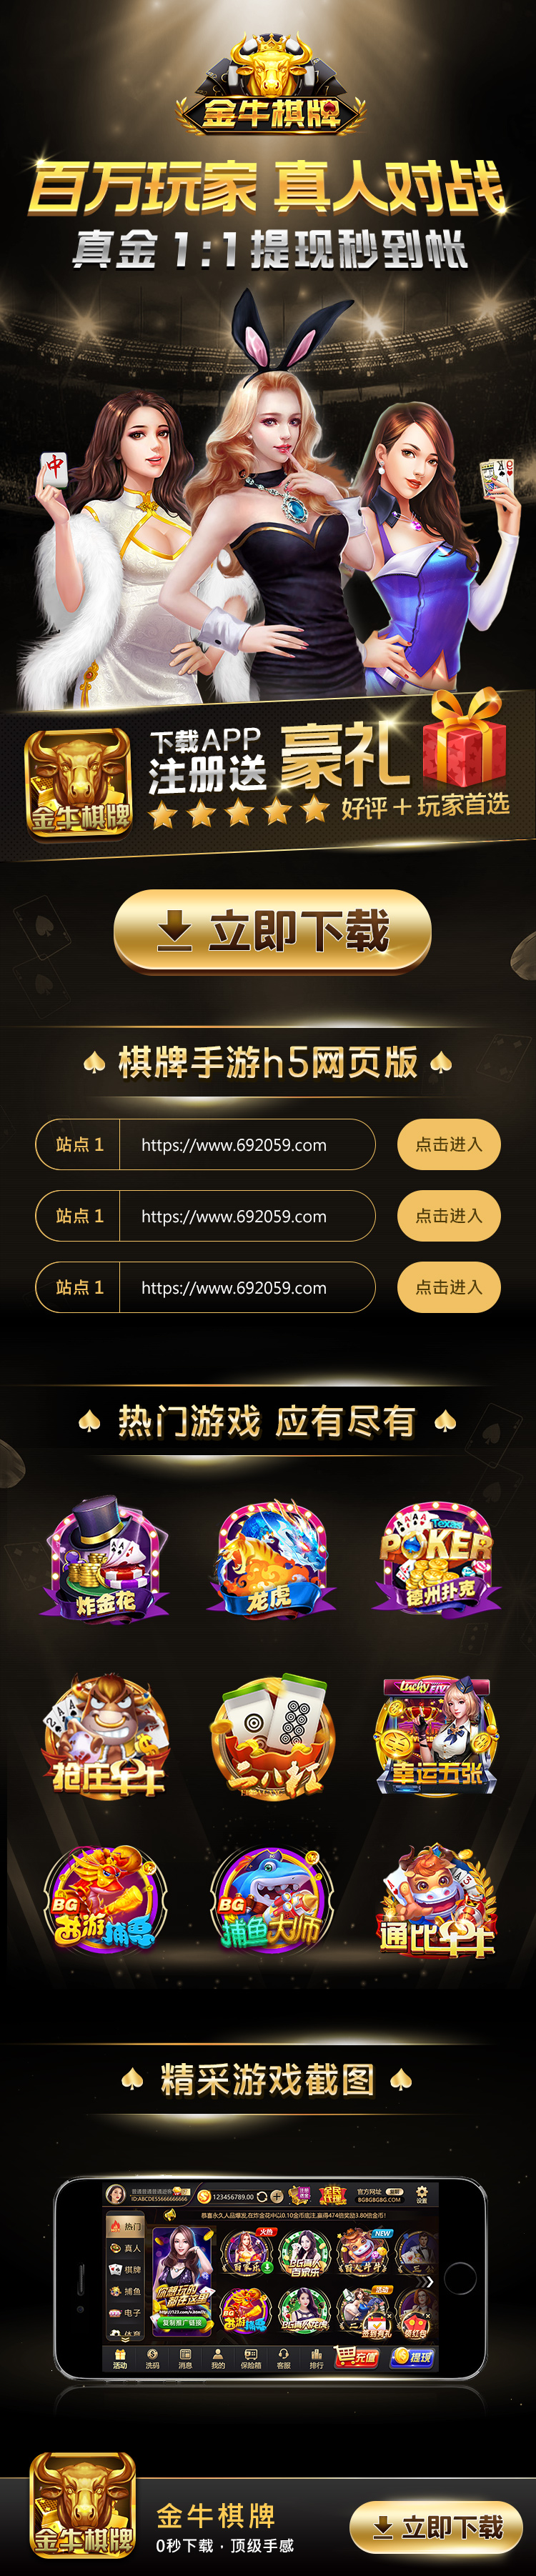 金牛棋牌
百万玩家 真人对战
真金 1:1 提现秒到帐
中
下载APP
注册送
豪礼
好评 + 玩家首选
金牛棋牌
立即下载
棋牌手游h5网页版
站点 1 https://www.692059.com 点击进入
站点 1 https://www.692059.com 点击进入
站点 1 https://www.692059.com 点击进入
热门游戏 应有尽有
炸金花
龙虎
Texas
POKER
德州扑克
抢庄牛牛
二八杠
Lucky FIVE
幸运五张
BG
西游捕鱼
BG
捕鱼大师
通比牛牛
精采游戏截图
123456789.00
官方网址
BGBGBGBG.COM
设置
热门
真人
棋牌
捕鱼
电子
体育
复制推广链接
火热
NEW
活动
活动 洗码 消息 我的 保险箱 客服 排行 充值 提现
金牛棋牌
金牛棋牌
0秒下载 · 顶级手感
立即下载